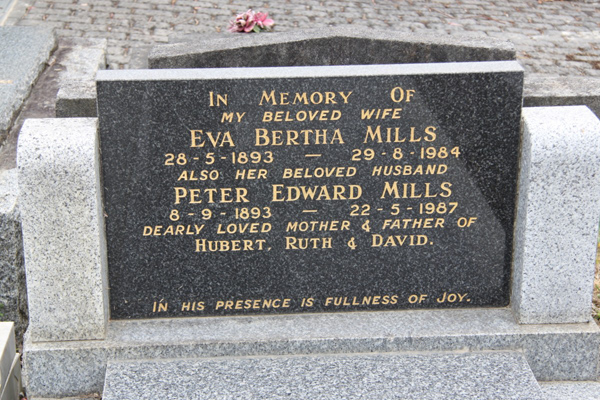 In Memory Of
my beloved wife
Eva Bertha Mills
28 - 5 - 1893 — 29 - 8 - 1984
also her beloved husband
Peter Edward Mills
8 - 9 - 1893 — 22 - 5 - 1987
dearly loved mother & father of
Hubert, Ruth & David.
In his presence is fullness of Joy.